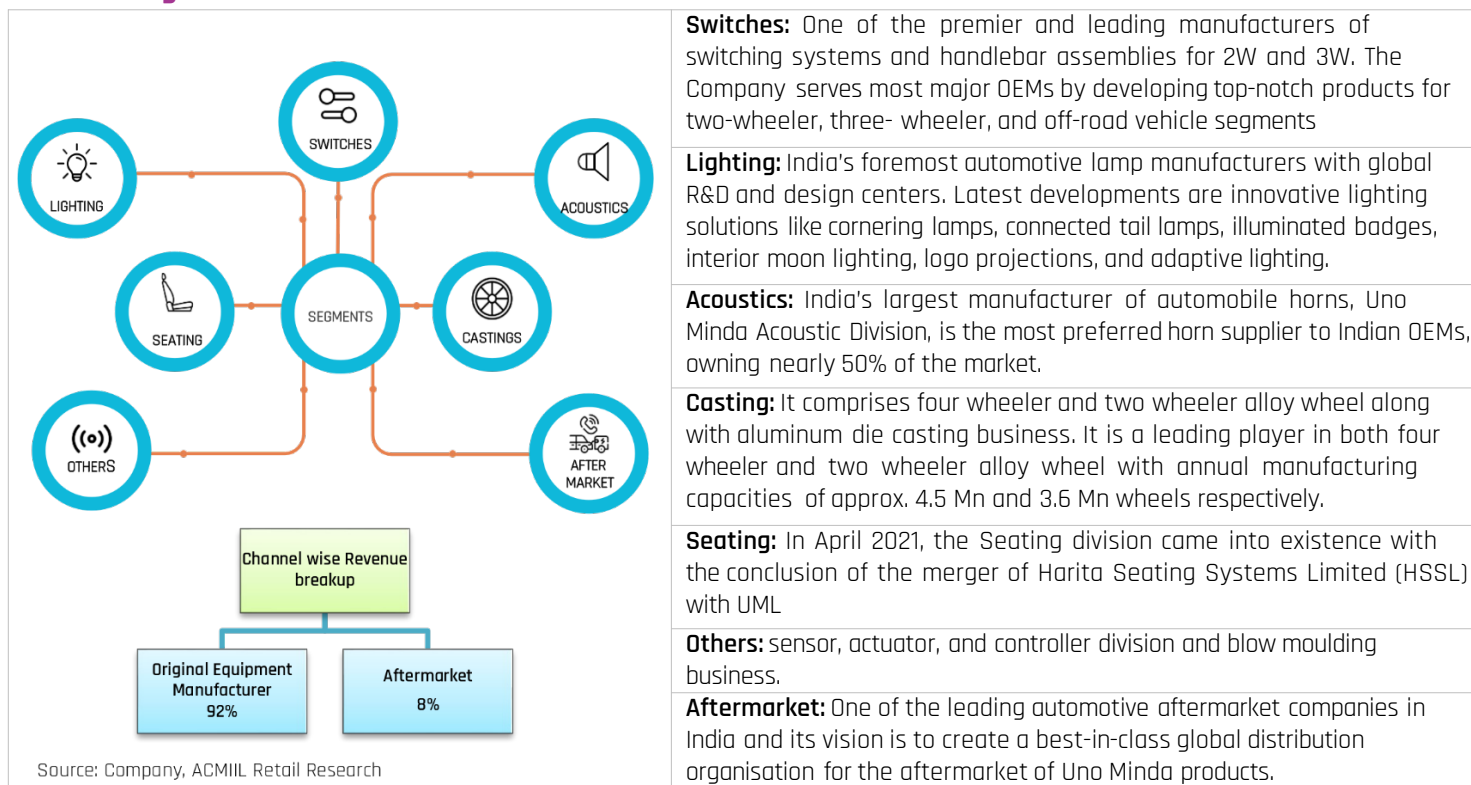 SWITCHES
LIGHTING
ACOUSTICS
SEATING
SEGMENTS
CASTINGS
OTHERS
AFTER
MARKET
Channel wise Revenue
breakup
Original Equipment
Manufacturer
92%
Aftermarket
8%
Source: Company, ACMIIL Retail Research
Switches: One of the premier and leading manufacturers of
switching systems and handlebar assemblies for 2W and 3W. The
Company serves most major OEMs by developing top-notch products for
two-wheeler, three- wheeler, and off-road vehicle segments
Lighting: India's foremost automotive lamp manufacturers with global
R&D and design centers. Latest developments are innovative lighting
solutions like cornering lamps, connected tail lamps, illuminated badges,
interior moon lighting, logo projections, and adaptive lighting.
Acoustics: India's largest manufacturer of automobile horns, Uno
Minda Acoustic Division, is the most preferred horn supplier to Indian OEMs,
owning nearly 50% of the market.
Casting: It comprises four wheeler and two wheeler alloy wheel along
with aluminum die casting business. It is a leading player in both four
wheeler and two wheeler alloy wheel with annual manufacturing
capacities of approx. 4.5 Mn and 3.6 Mn wheels respectively.
Seating: In April 2021, the Seating division came into existence with
the conclusion of the merger of Harita Seating Systems Limited (HSSL)
with UML
Others: sensor, actuator, and controller division and blow moulding
business.
Aftermarket: One of the leading automotive aftermarket companies in
India and its vision is to create a best-in-class global distribution
organisation for the aftermarket of Uno Minda products.